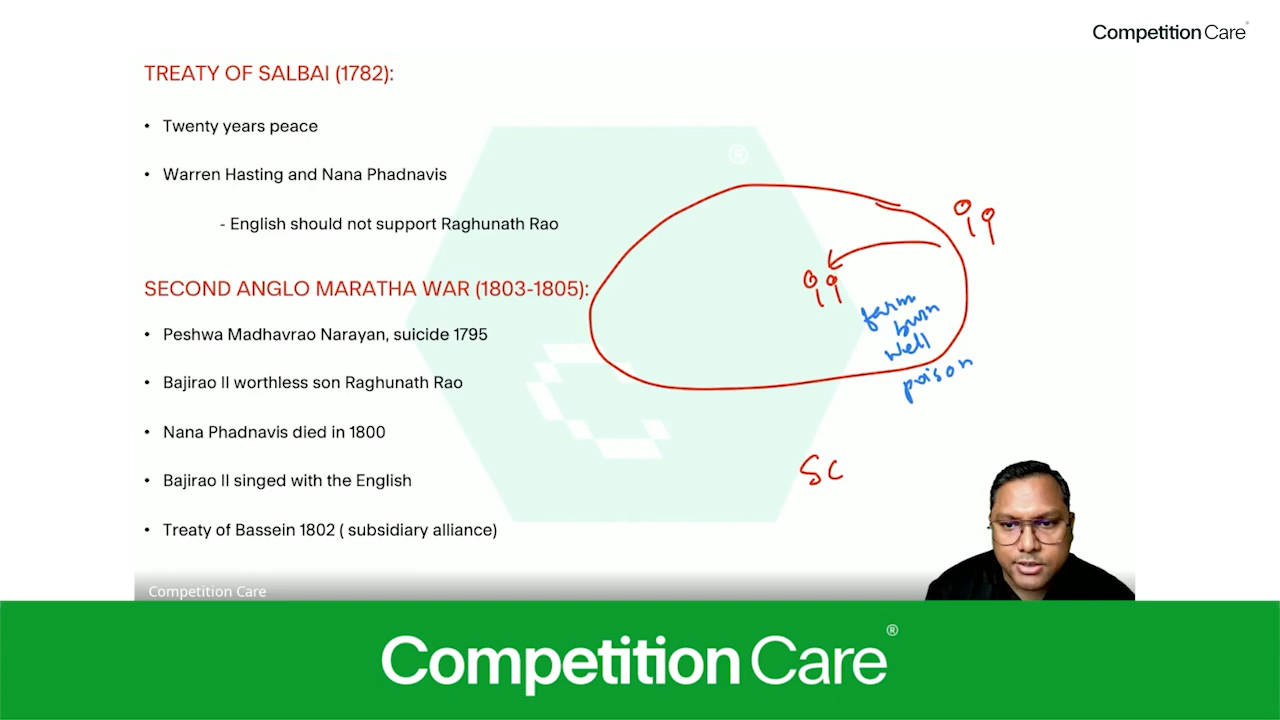 Competition Care
TREATY OF SALBAI (1782):
• Twenty years peace
• Warren Hasting and Nana Phadnavis
- English should not support Raghunath Rao
SECOND ANGLO MARATHA WAR (1803-1805):
• Peshwa Madhavrao Narayan, suicide 1795
• Bajirao II worthless son Raghunath Rao
• Nana Phadnavis died in 1800
• Bajirao II singed with the English
• Treaty of Bassein 1802 ( subsidiary alliance)
farm
burn
well
poison
SC
Competition Care
Competition Care®